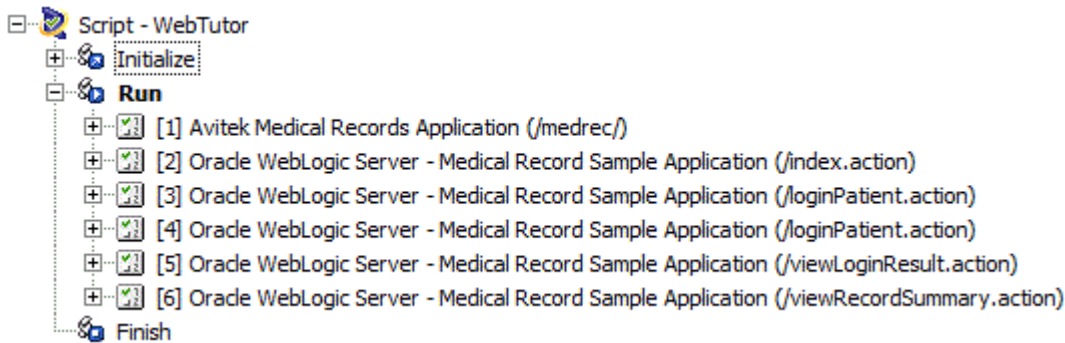 Script - WebTutor
Initialize
Run
[1] Avitek Medical Records Application (/medrec/)
[2] Oracle WebLogic Server - Medical Record Sample Application (/index.action)
[3] Oracle WebLogic Server - Medical Record Sample Application (/loginPatient.action)
[4] Oracle WebLogic Server - Medical Record Sample Application (/loginPatient.action)
[5] Oracle WebLogic Server - Medical Record Sample Application (/viewLoginResult.action)
[6] Oracle WebLogic Server - Medical Record Sample Application (/viewRecordSummary.action)
Finish